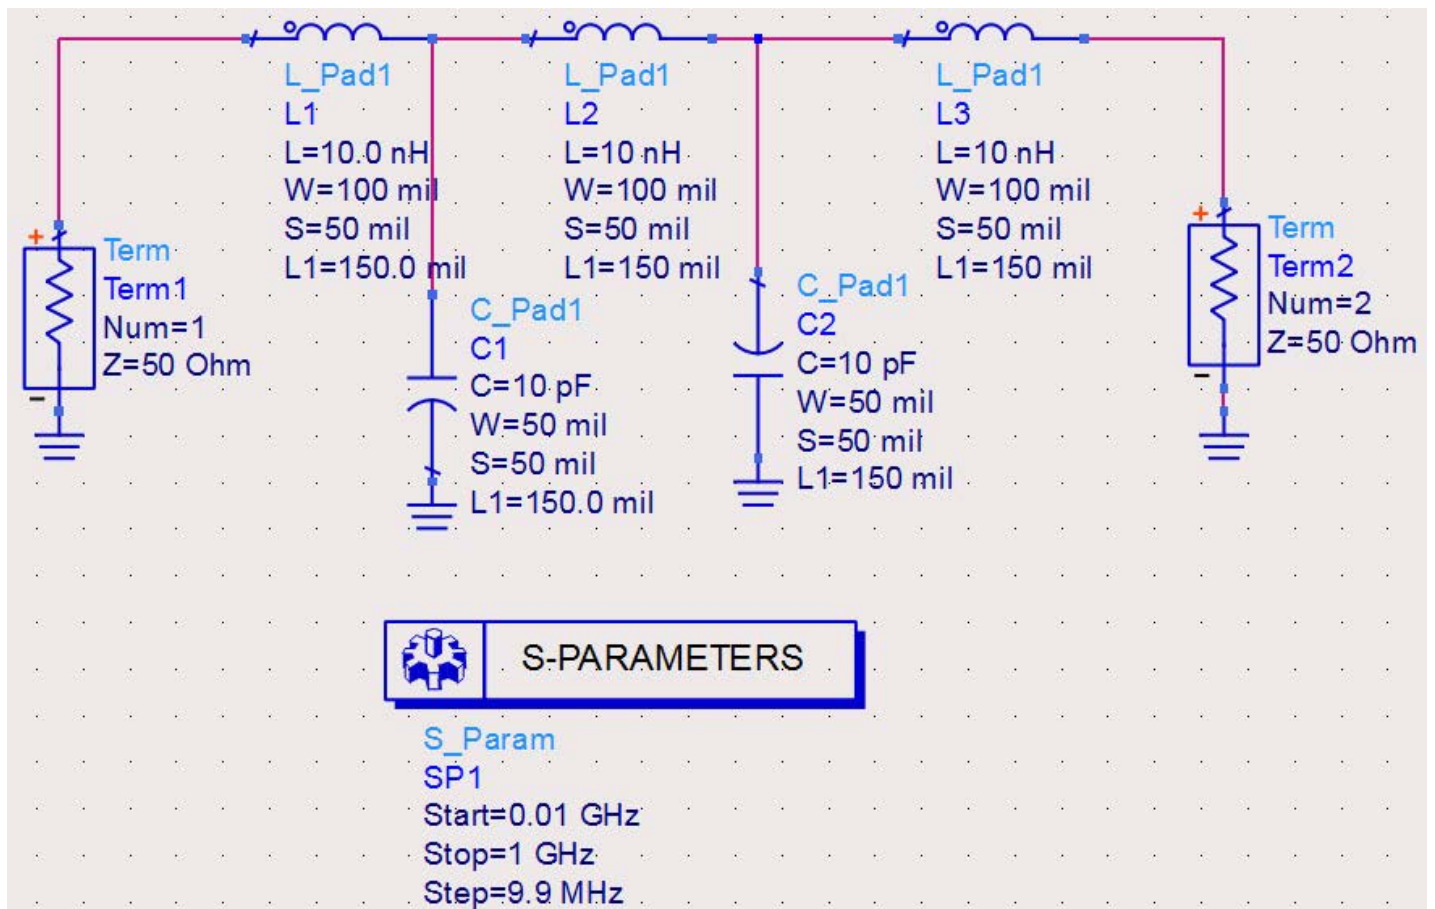 L_Pad1
L1
L=10.0 nH
W=100 mil
S=50 mil
L1=150.0 mil
L_Pad1
L2
L=10 nH
W=100 mil
S=50 mil
L1=150 mil
L_Pad1
L3
L=10 nH
W=100 mil
S=50 mil
L1=150 mil
+
Term
Term1
Num=1
Z=50 Ohm
-
C_Pad1
C1
C=10 pF
W=50 mil
S=50 mil
L1=150.0 mil
C_Pad1
C2
C=10 pF
W=50 mil
S=50 mil
L1=150 mil
+
Term
Term2
Num=2
Z=50 Ohm
-
S-PARAMETERS
S_Param
SP1
Start=0.01 GHz
Stop=1 GHz
Step=9.9 MHz